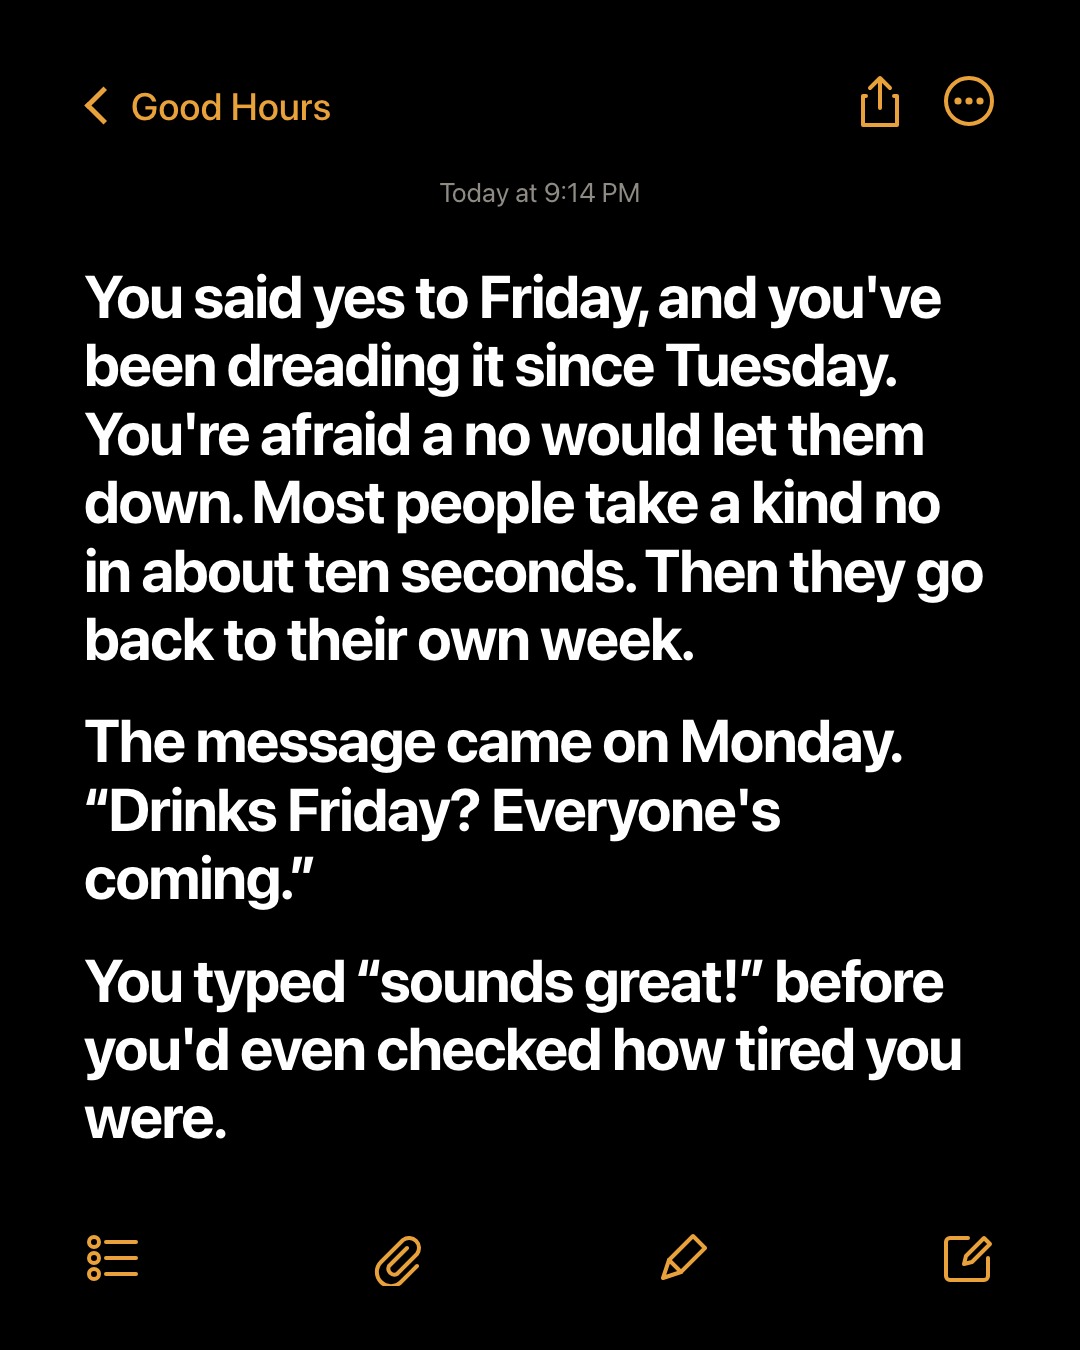 Good Hours
Today at 9:14 PM
You said yes to Friday, and you've
been dreading it since Tuesday.
You're afraid a no would let them
down. Most people take a kind no
in about ten seconds. Then they go
back to their own week.
The message came on Monday.
“Drinks Friday? Everyone's
coming.”
You typed “sounds great!” before
you'd even checked how tired you
were.